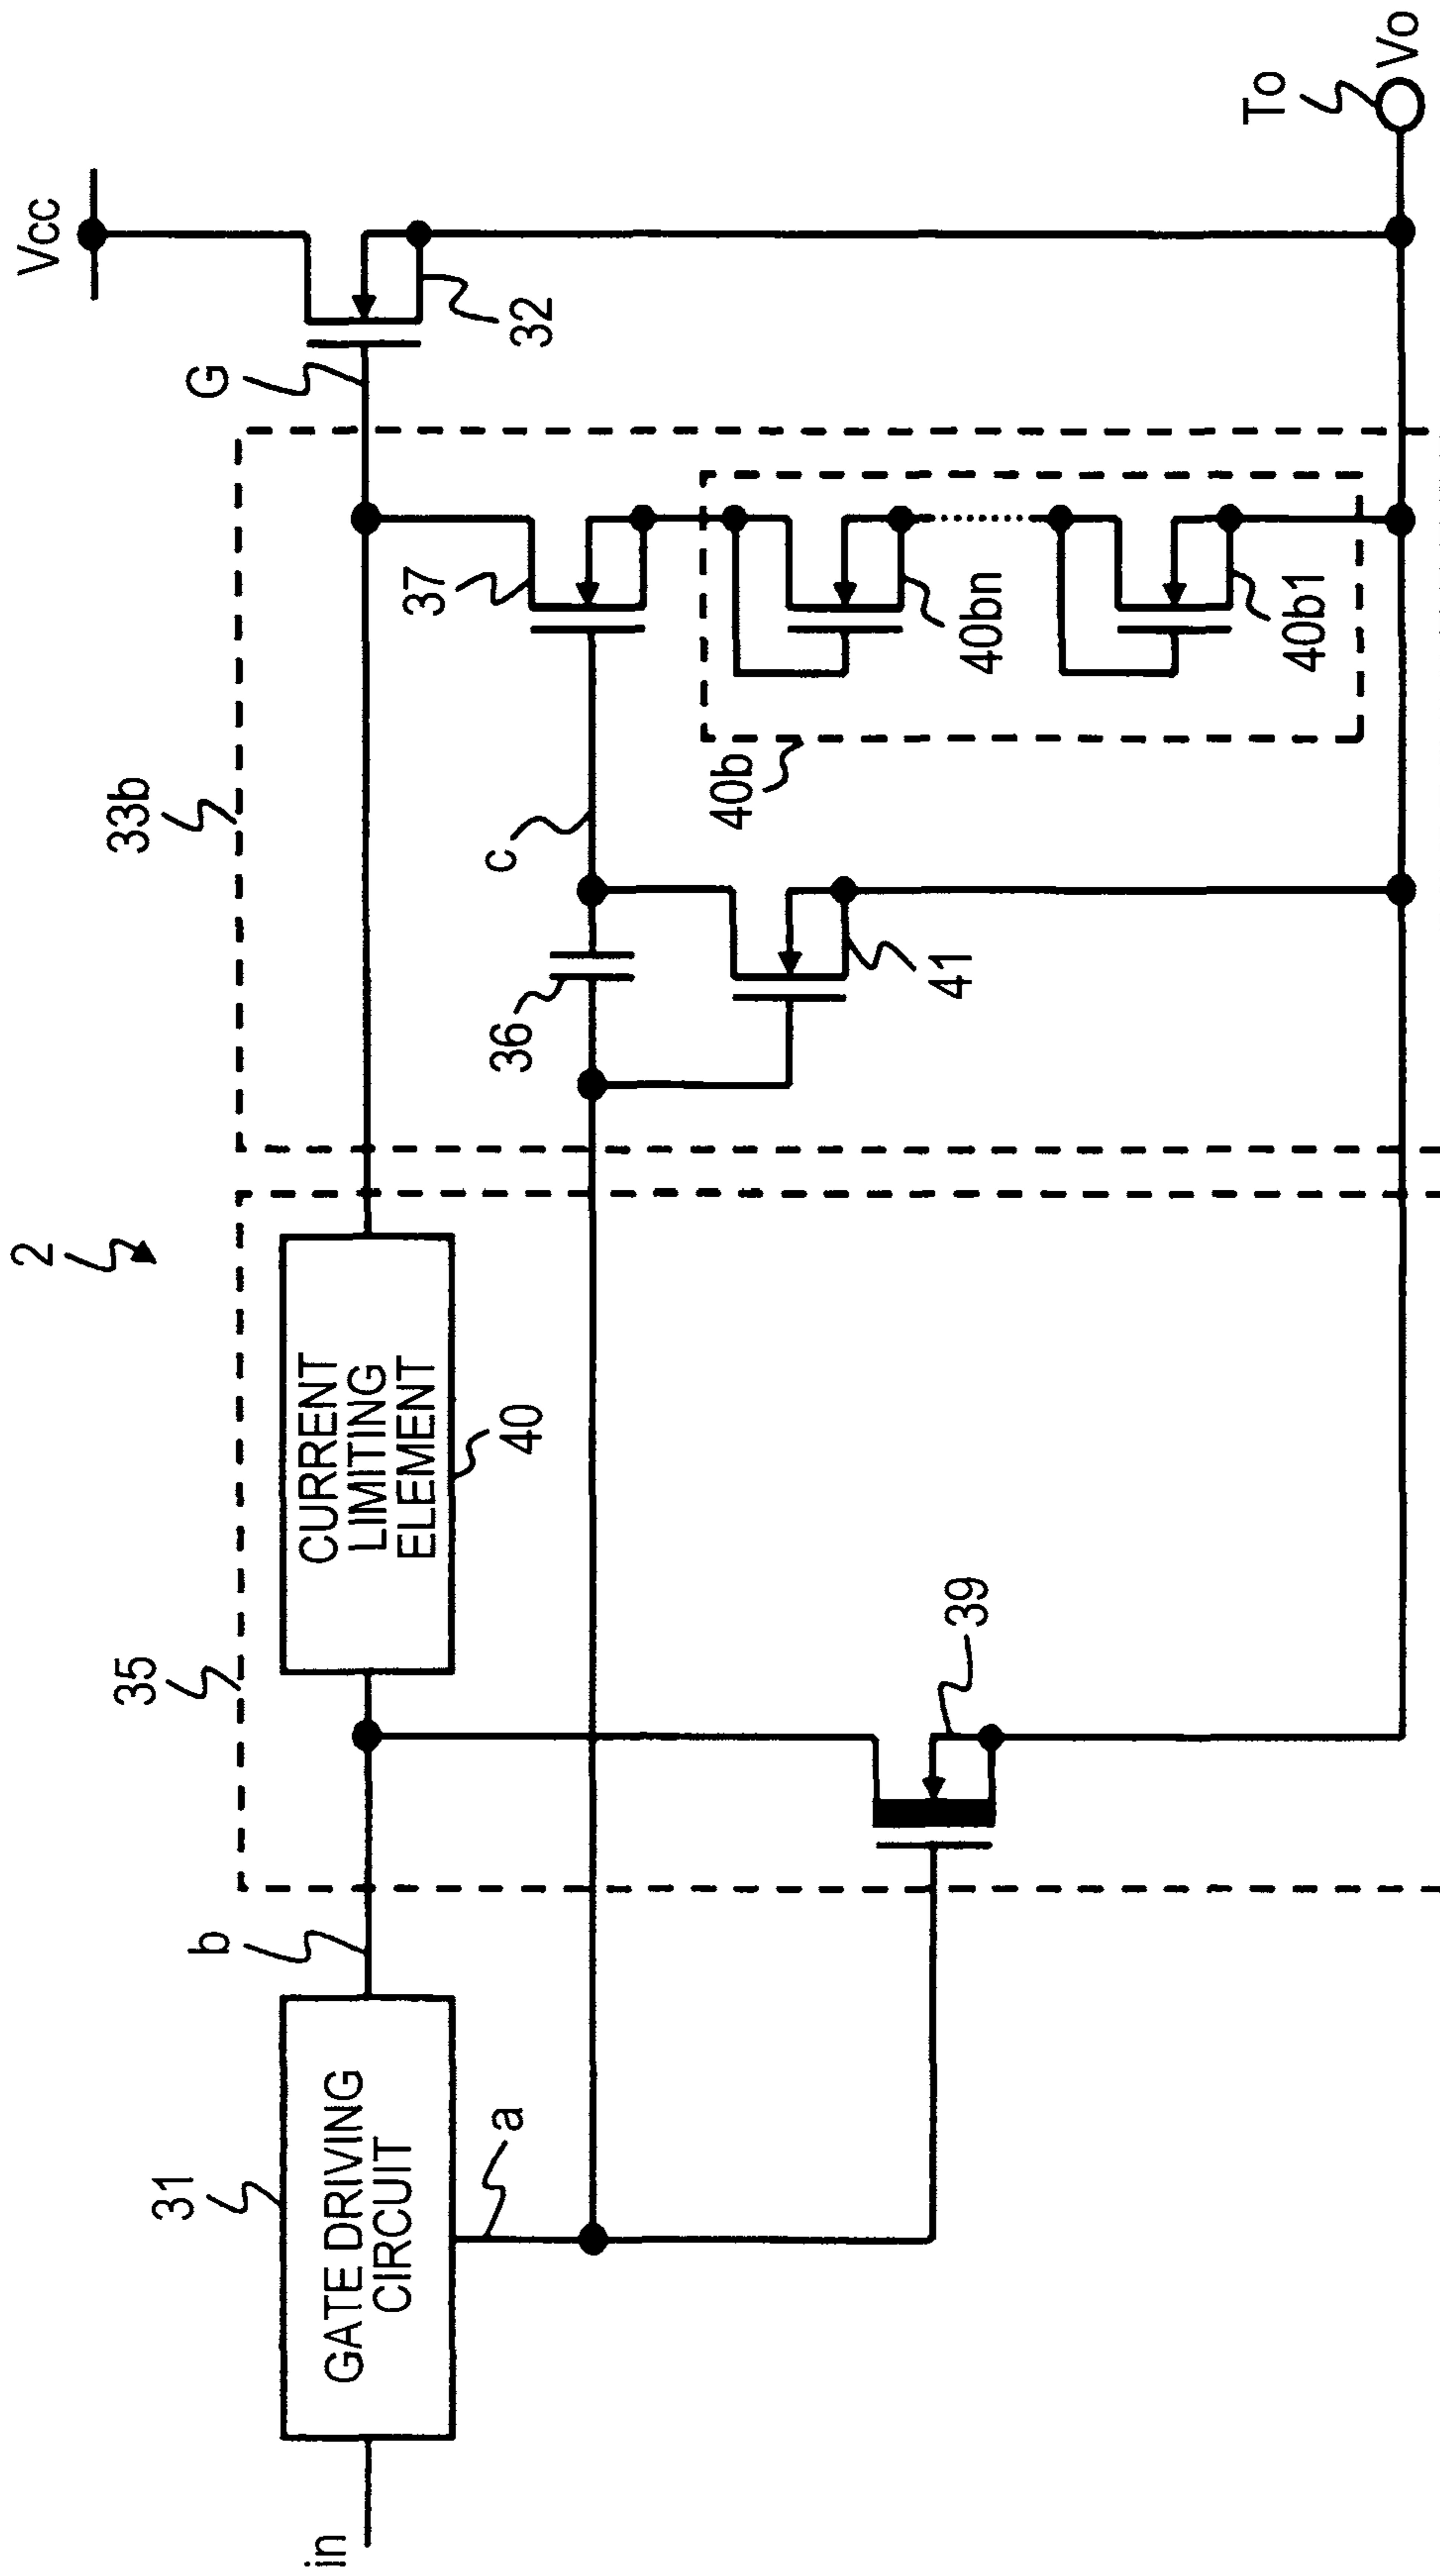 2
in
31
GATE DRIVING
CIRCUIT
b
a
35
CURRENT
LIMITING
ELEMENT
40
39
33b
36
c
41
37
40b
40bn
40b1
G
32
Vcc
To
Vo